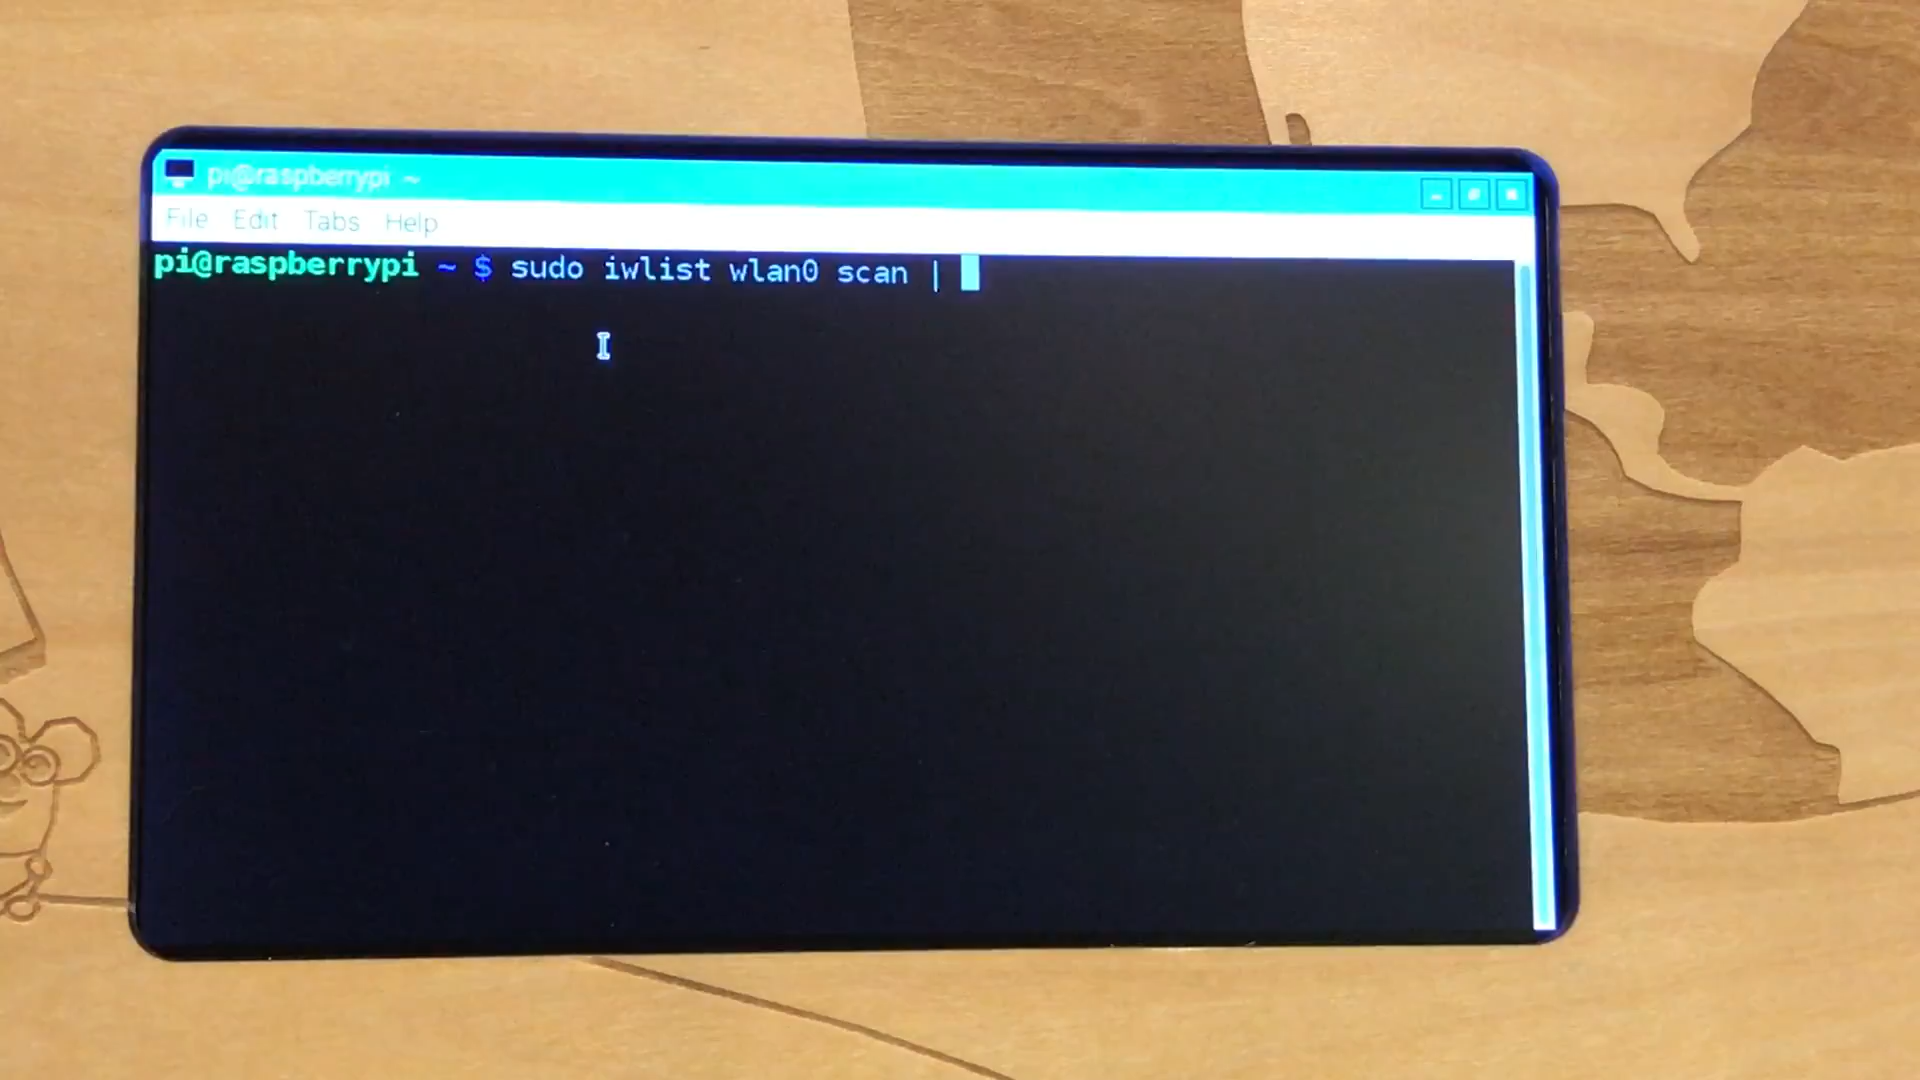 pi@raspberrypi ~
File Edit Tabs Help
pi@raspberrypi ~ $ sudo iwlist wlan0 scan |